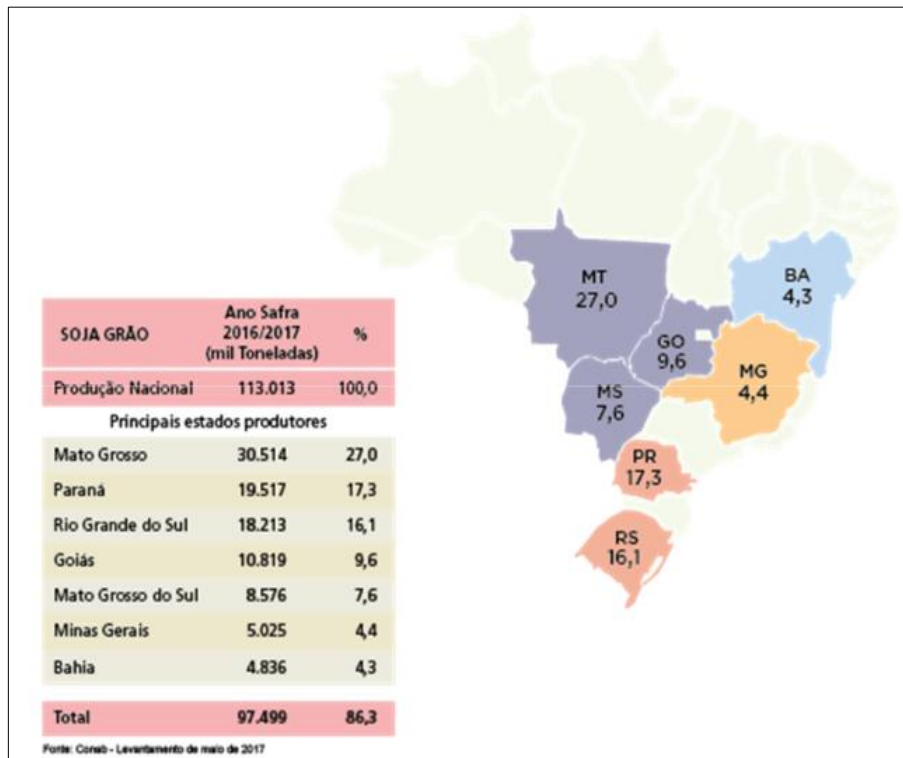 SOJA GRÃO
Ano Safra
2016/2017
(mil Toneladas)
%
Produção Nacional 113.013 100,0
Principais estados produtores
Mato Grosso 30.514 27,0
Paraná 19.517 17,3
Rio Grande do Sul 18.213 16,1
Goiás 10.819 9,6
Mato Grosso do Sul 8.576 7,6
Minas Gerais 5.025 4,4
Bahia 4.836 4,3
Total 97.499 86,3
Fonte: Conab - Levantamento de maio de 2017
MT
27,0
BA
4,3
GO
9,6
MG
4,4
MS
7,6
PR
17,3
RS
16,1